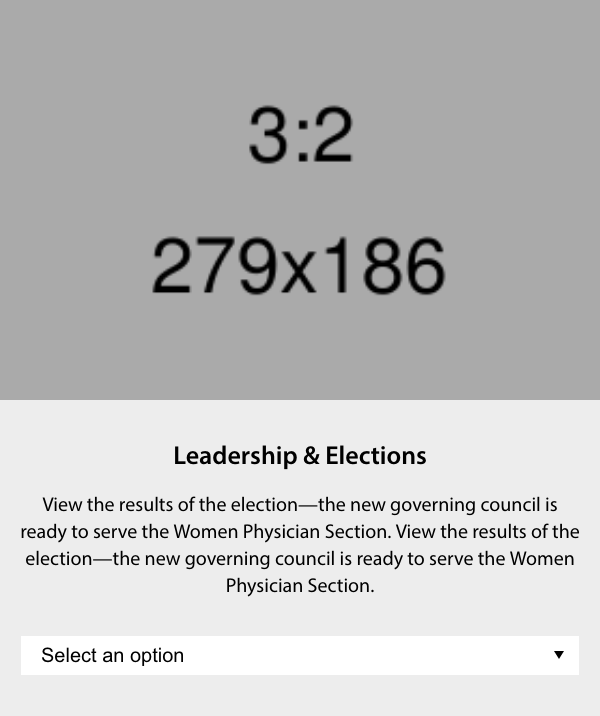 3:2
279x186
Leadership & Elections
View the results of the election—the new governing council is
ready to serve the Women Physician Section. View the results of the
election—the new governing council is ready to serve the Women
Physician Section.
Select an option